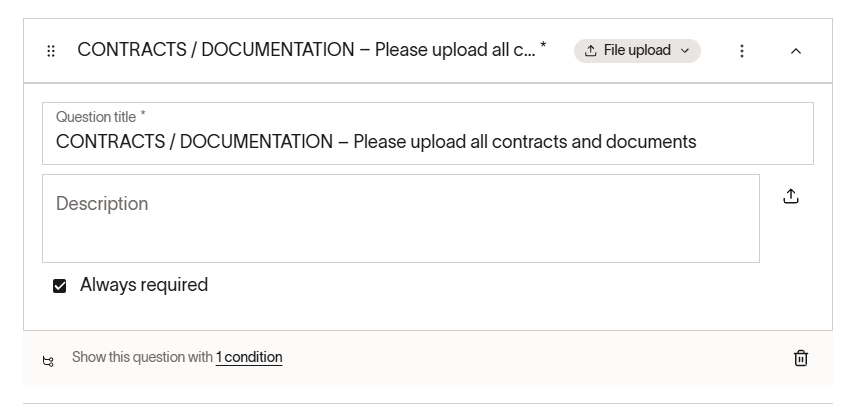 CONTRACTS / DOCUMENTATION – Please upload all c... * File upload
Question title *
CONTRACTS / DOCUMENTATION – Please upload all contracts and documents
Description
Always required
Show this question with 1 condition